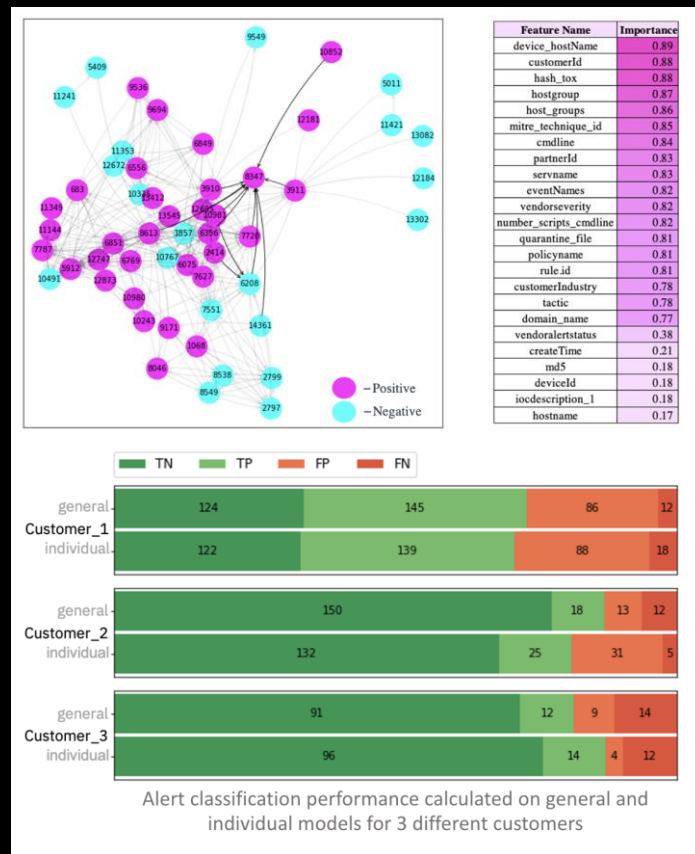 9549
10852
5409
5011
9536
11241
9694
12181
11421
13082
6849
11353
12672
6556
8347
12184
683
3910
3911
13412
11349
13545
10981
13302
11144
8613
1857
6356
7720
7787
6851
2414
5912
12747
6769
10767
6075
10491
12873
7627
6208
10980
7551
10243
9171
14361
1068
8046
8538
2799
8549
2797
–Positive
–Negative
Feature Name Importance
device_hostName 0.89
customerId 0.88
hash_tox 0.88
hostgroup 0.87
host_groups 0.86
mitre_technique_id 0.85
cmdline 0.84
partnerId 0.83
servname 0.83
eventNames 0.82
vendorseverity 0.82
number_scripts_cmdline 0.82
quarantine_file 0.81
policyname 0.81
rule.id 0.81
customerIndustry 0.78
tactic 0.78
domain_name 0.77
vendoralertstatus 0.38
createTime 0.21
md5 0.18
deviceId 0.18
iocdescription_1 0.18
hostname 0.17
TN TP FP FN
general 124 145 86 12
Customer_1
individual 122 139 88 18
general 150 18 13 12
Customer_2
individual 132 25 31 5
general 91 12 9 14
Customer_3
individual 96 14 4 12
Alert classification performance calculated on general and
individual models for 3 different customers